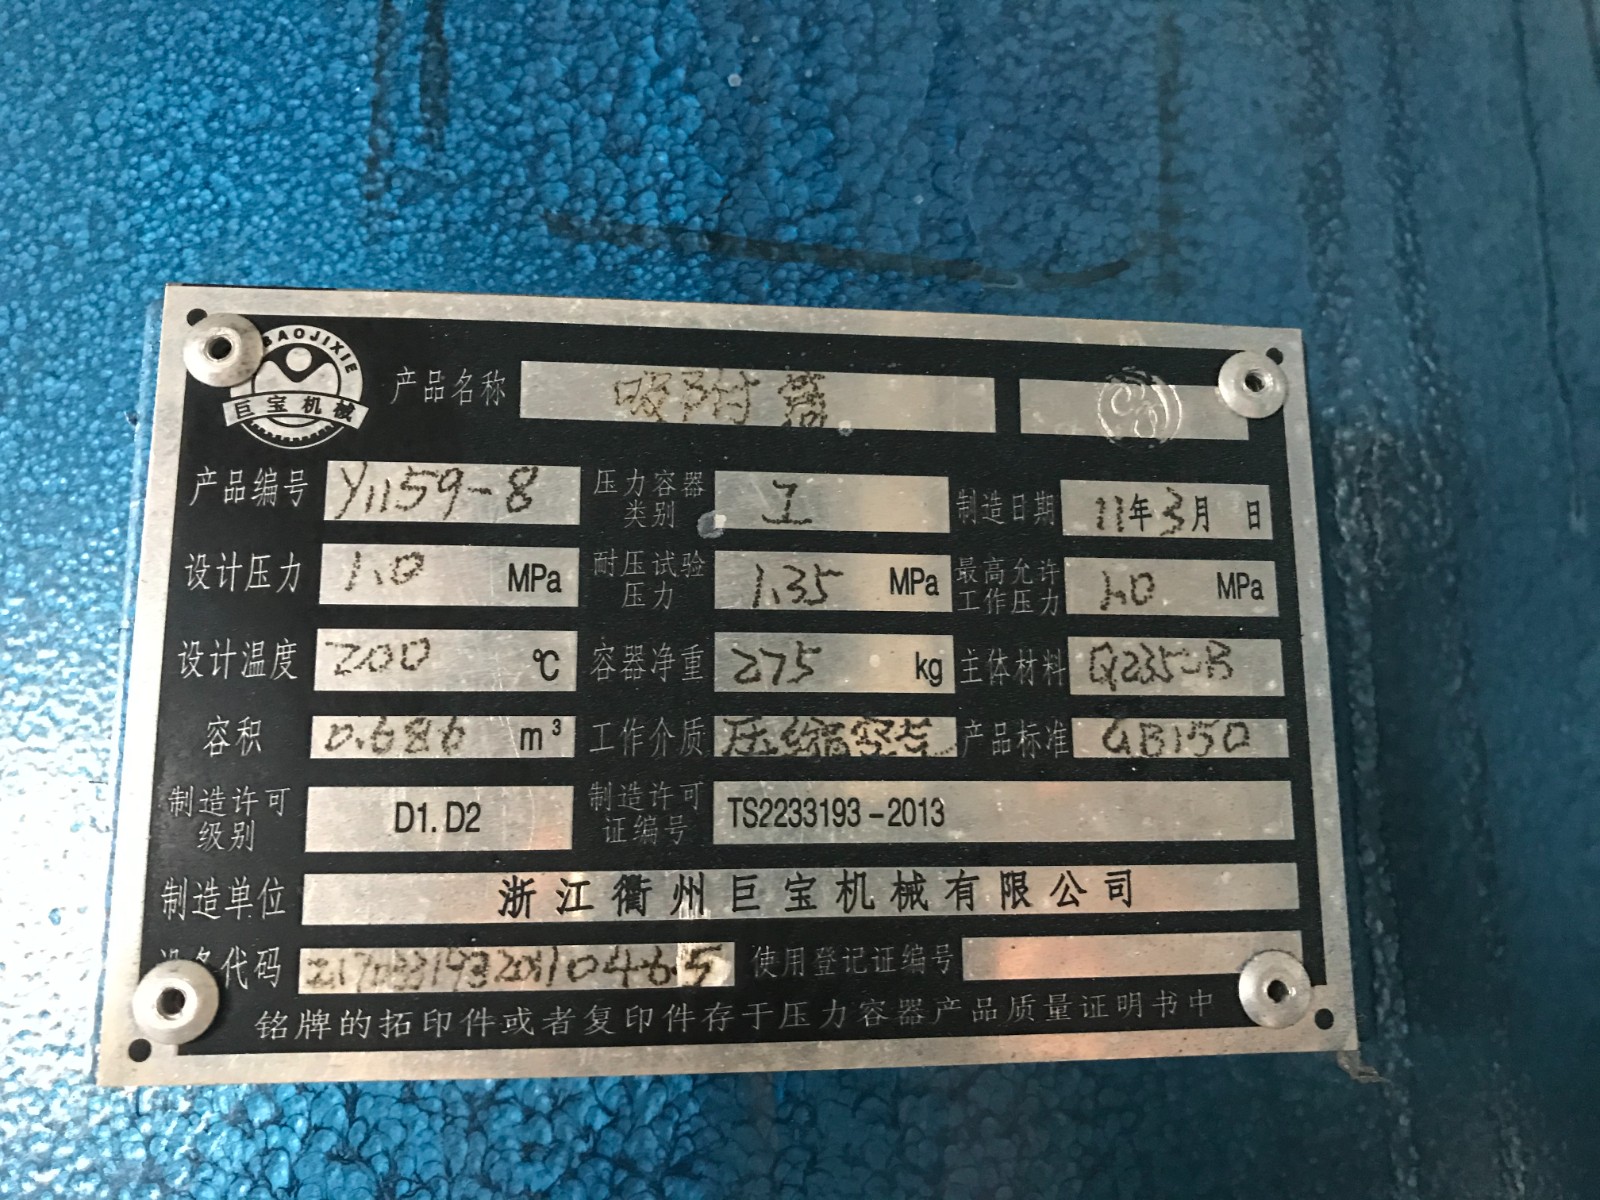 BAOJIXIE
巨宝机械
产品名称 吸附筒
产品编号 Y1159-8 压力容器类别 I 制造日期 11年3月 日
设计压力 1.0 MPa 耐压试验压力 1.35 MPa 最高允许工作压力 1.0 MPa
设计温度 200 ℃ 容器净重 275 kg 主体材料 Q235-B
容积 0.686 m³ 工作介质 压缩空气 产品标准 GB150
制造许可级别 D1.D2 制造许可证编号 TS2233193-2013
制造单位 浙江衢州巨宝机械有限公司
设备代码 使用登记证编号
铭牌的拓印件或者复印件存于压力容器产品质量证明书中